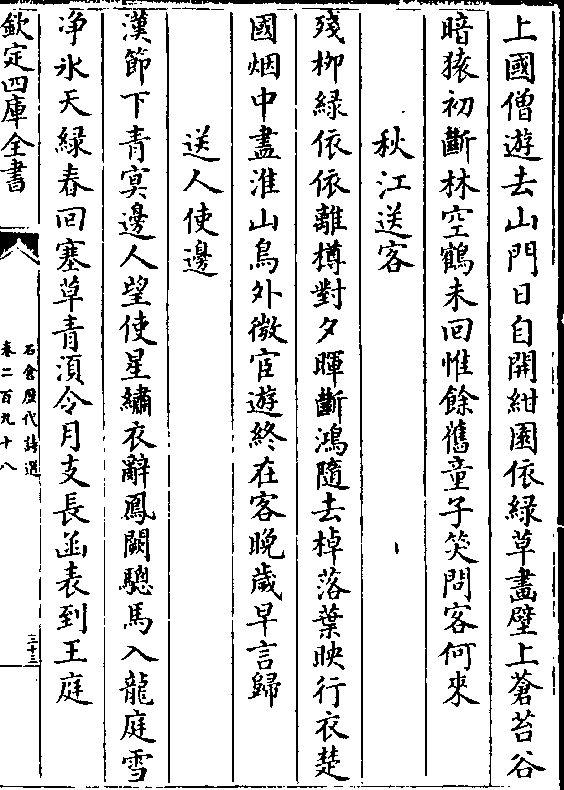 上國僧遊去山門日自開紺園依綠草畫壁上蒼苔谷
暗猿初斷林空鶴未回惟餘舊童子笑問客何來
秋江送客
殘柳綠依依離樽對夕暉斷鴻隨去棹落葉映行衣楚
國烟中盡淮山鳥外微宦遊終在客晚歲早言歸
送人使邊
漢節下青冥邊人望使星繡衣辭鳳闕驄馬入龍庭雪
净氷天綠春回塞草青湏令月支長函表到王庭
欽定四庫全書
石倉歷代詩選
卷二百九十八
三十三